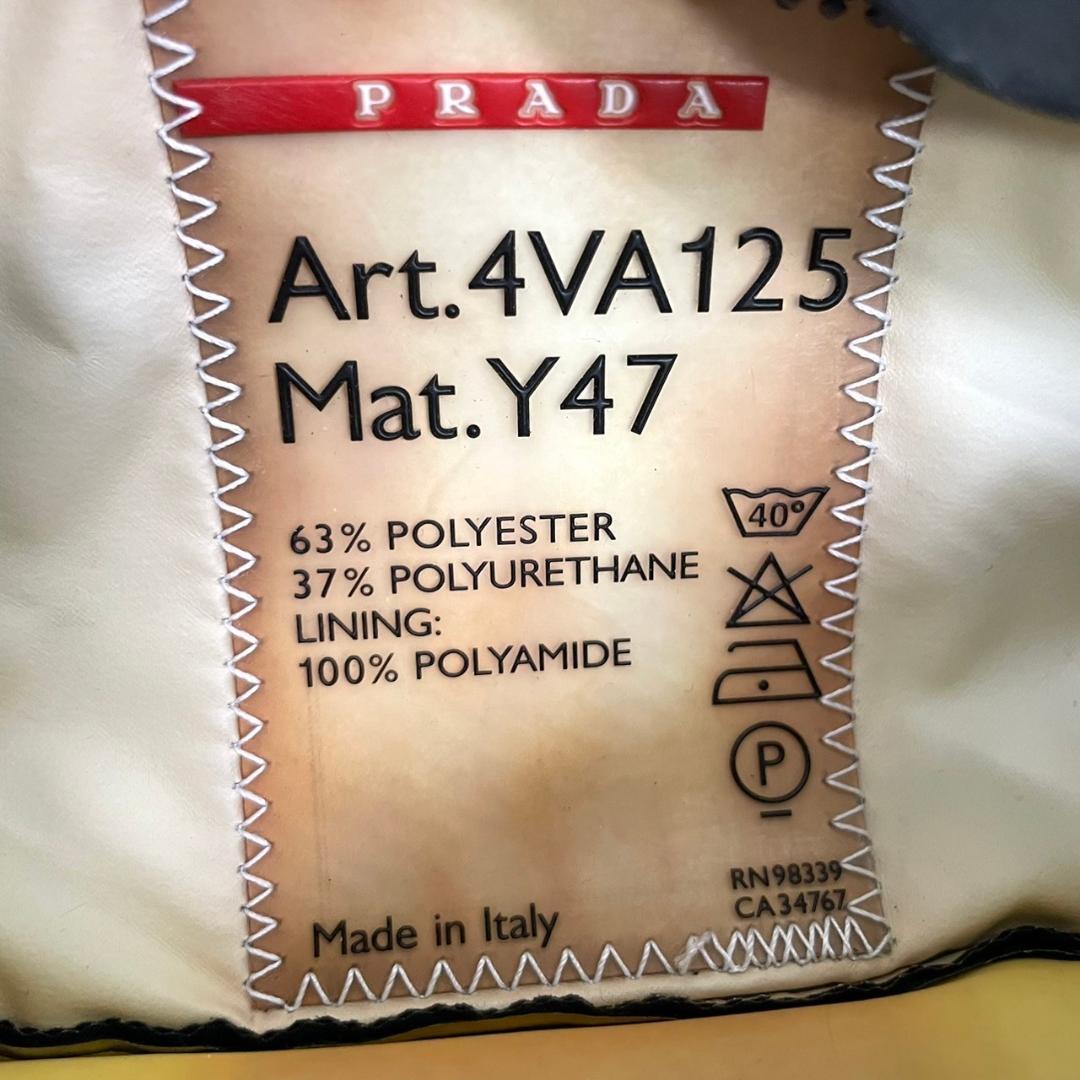 PRADA
Art.4VA125
Mat.Y47
63% POLYESTER
37% POLYURETHANE
LINING:
100% POLYAMIDE
40°
P
RN98339
CA34767
Made in Italy